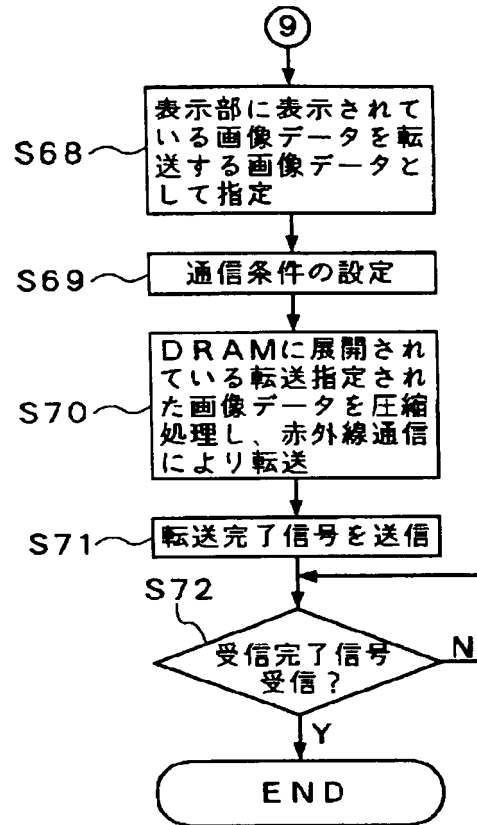 9
表示部に表示されて
いる画像データを転
送する画像データと
して指定
S68
通信条件の設定
S69
DRAMに展開され
ている転送指定され
た画像データを圧縮
処理し、赤外線通信
により転送
S70
転送完了信号を送信
S71
S72
受信完了信号
受信?
N
Y
END